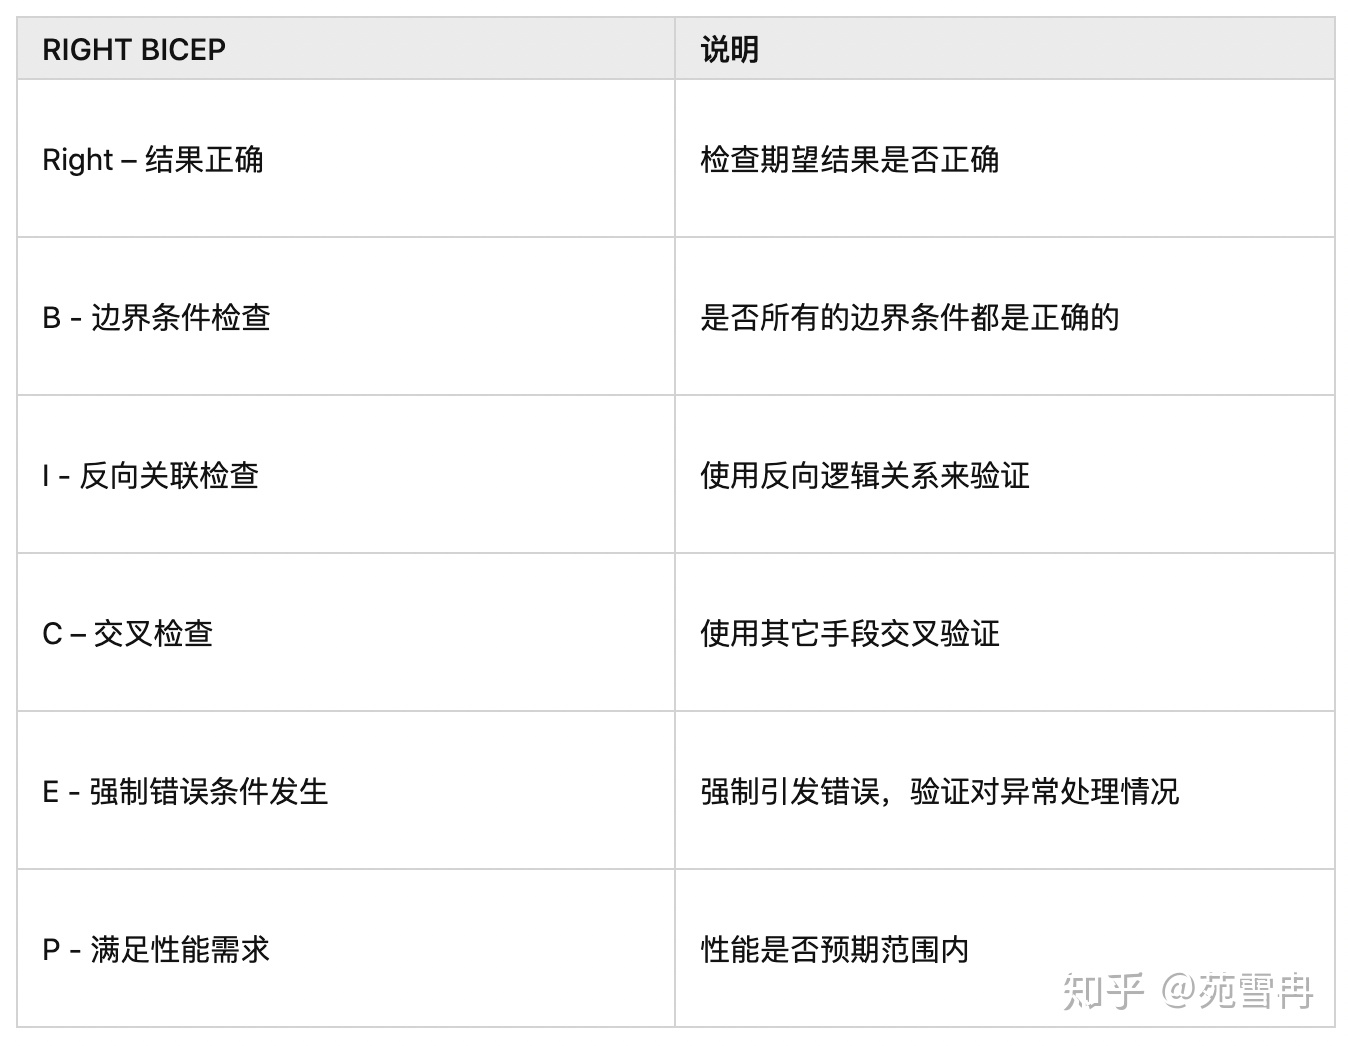 RIGHT BICEP 说明
Right – 结果正确 检查期望结果是否正确
B - 边界条件检查 是否所有的边界条件都是正确的
I - 反向关联检查 使用反向逻辑关系来验证
C – 交叉检查 使用其它手段交叉验证
E - 强制错误条件发生 强制引发错误，验证对异常处理情况
P - 满足性能需求 性能是否预期范围内
知乎 @苑雪冉